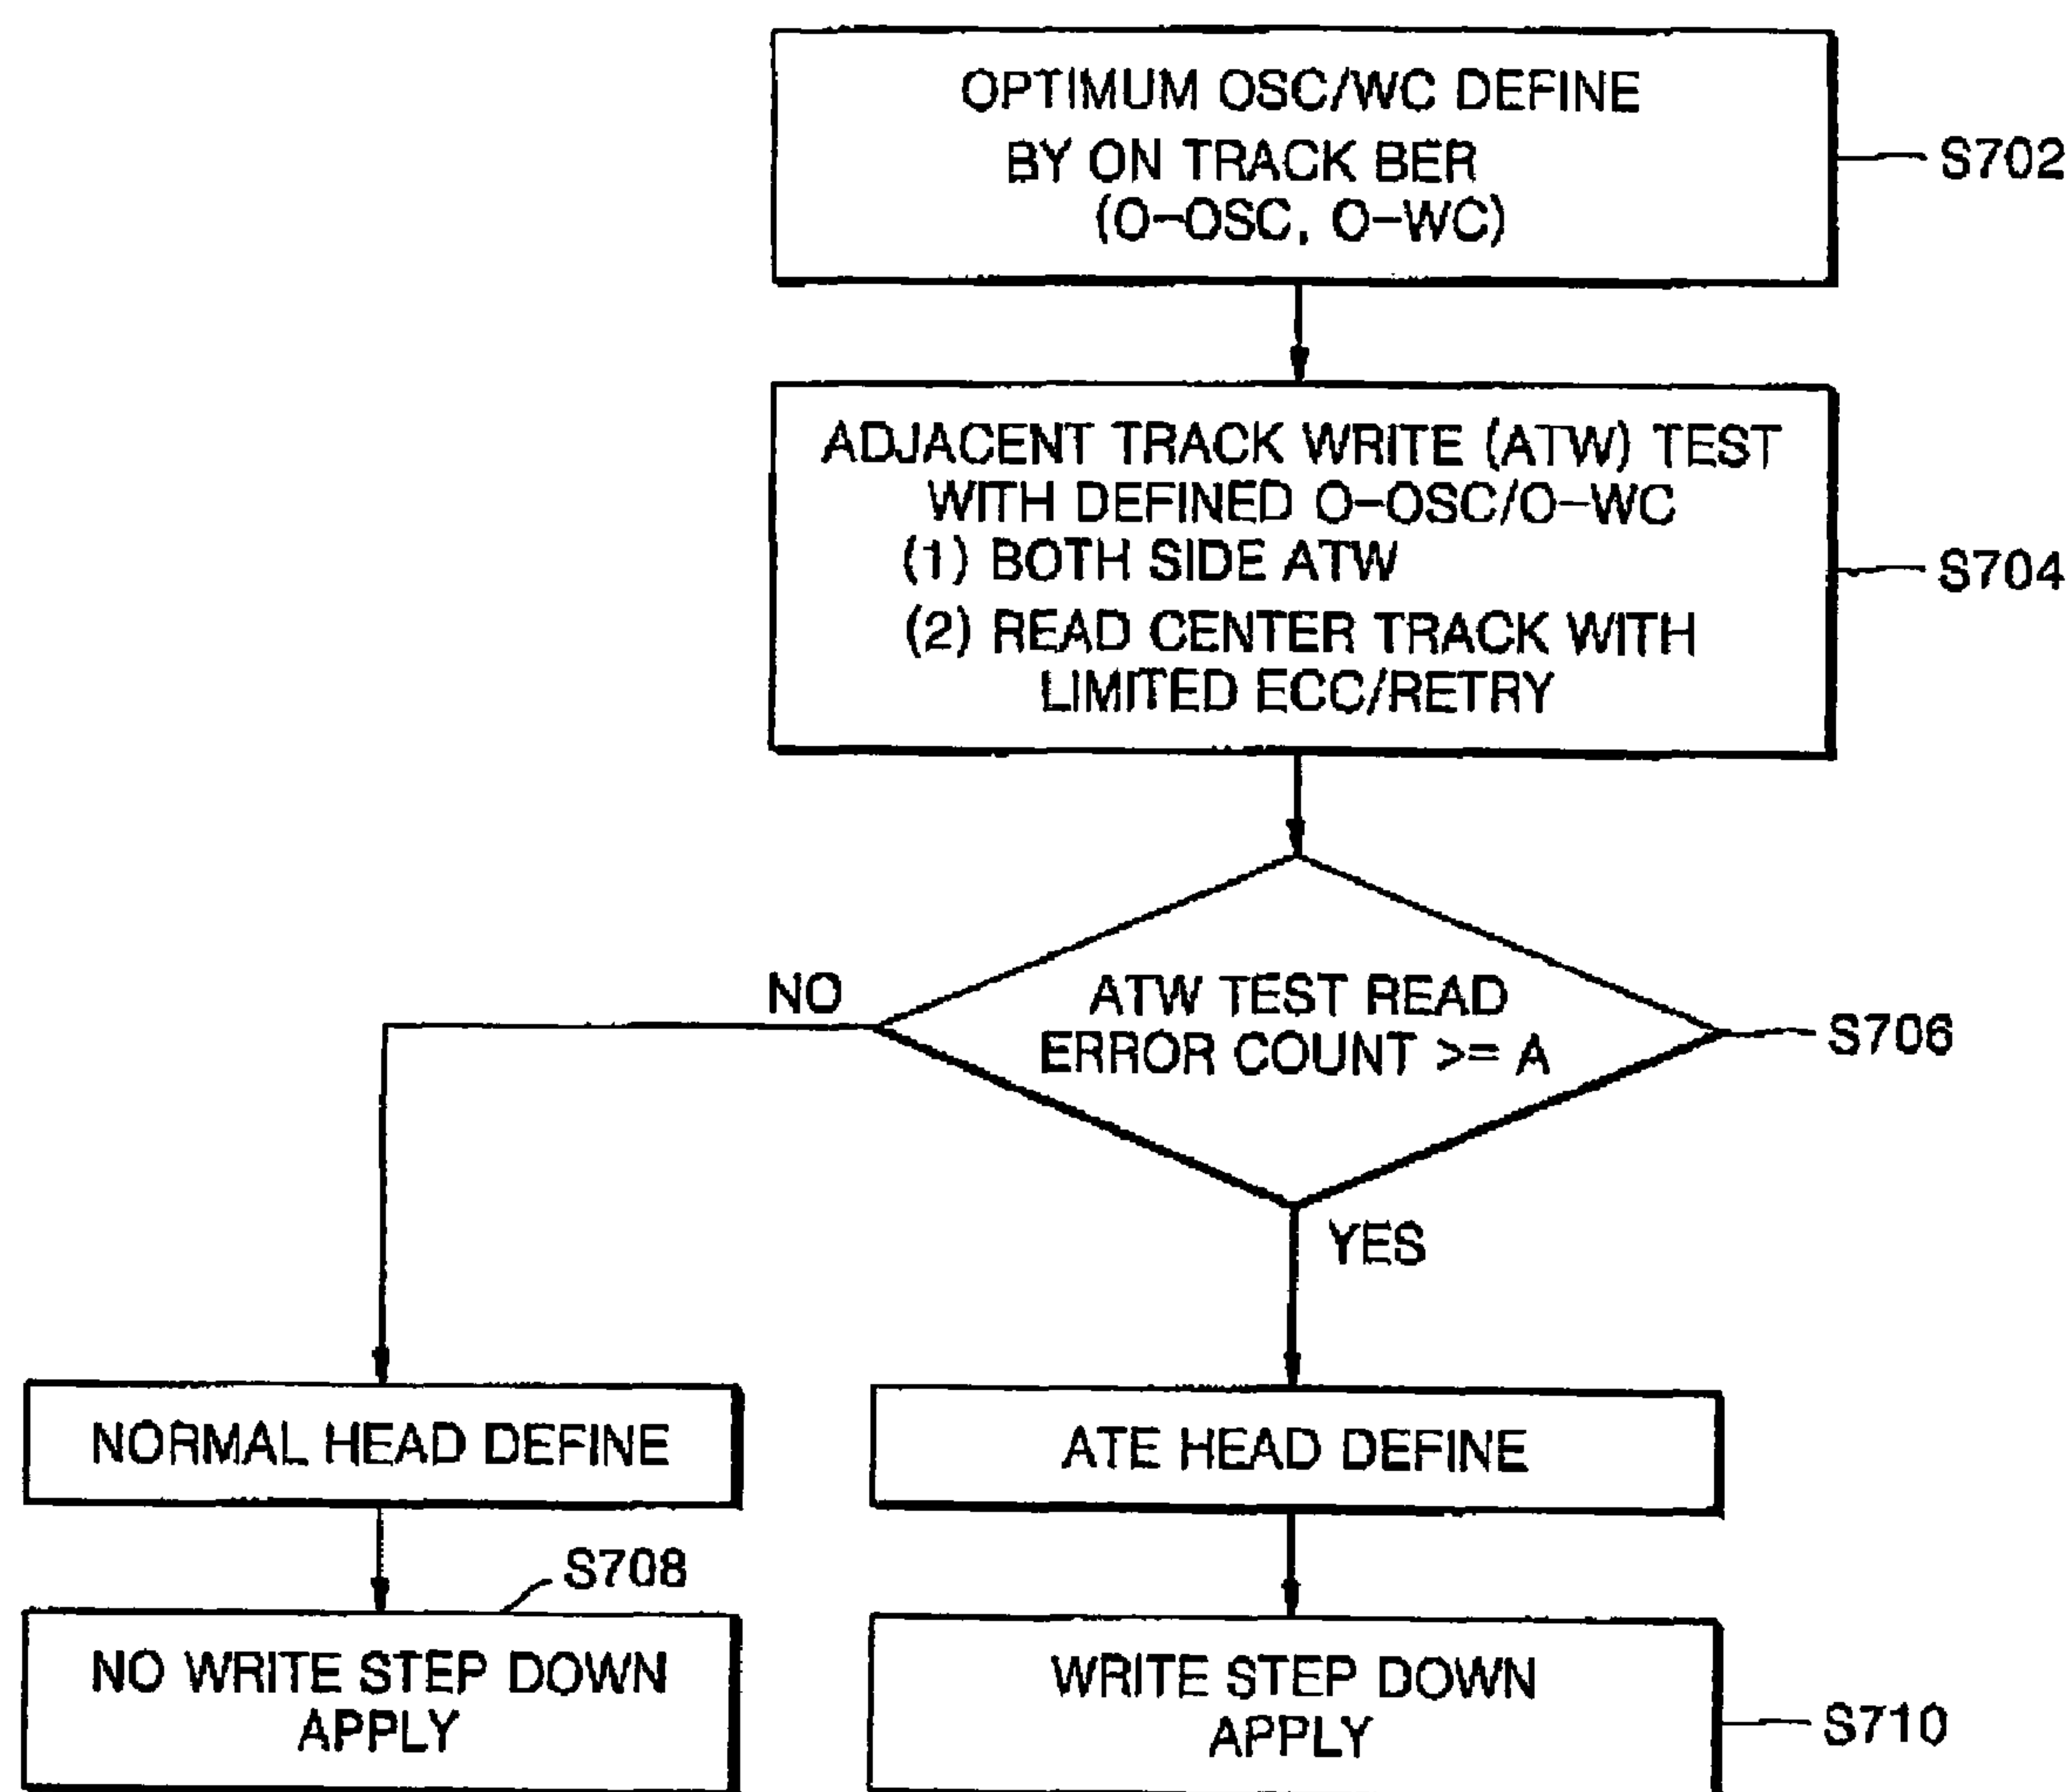 OPTIMUM OSC/WC DEFINE
BY ON TRACK BER
(O-OSC, O-WC)
S702
ADJACENT TRACK WRITE (ATW) TEST
WITH DEFINED O-OSC/O-WC
(1) BOTH SIDE ATW
(2) READ CENTER TRACK WITH
LIMITED ECC/RETRY
S704
NO
ATW TEST READ
ERROR COUNT >= A
S706
YES
NORMAL HEAD DEFINE
ATE HEAD DEFINE
S708
NO WRITE STEP DOWN
APPLY
WRITE STEP DOWN
APPLY
S710